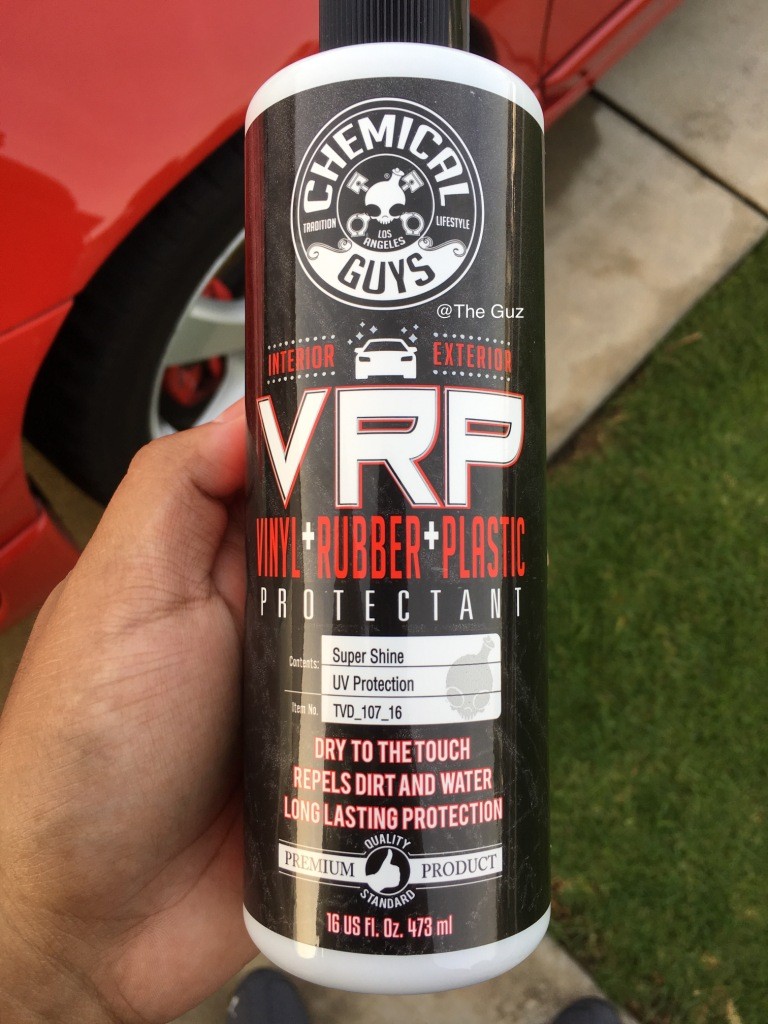 CHEMICAL
TRADITION
LIFESTYLE
LOS
ANGELES
GUYS
@The Guz
INTERIOR EXTERIOR
VRP
VINYL+RUBBER+PLASTIC
PROTECTANT
Contents: Super Shine
UV Protection
Item No. TVD_107_16
DRY TO THE TOUCH
REPELS DIRT AND WATER
LONG LASTING PROTECTION
QUALITY
PREMIUM PRODUCT
STANDARD
16 US Fl. Oz. 473 ml